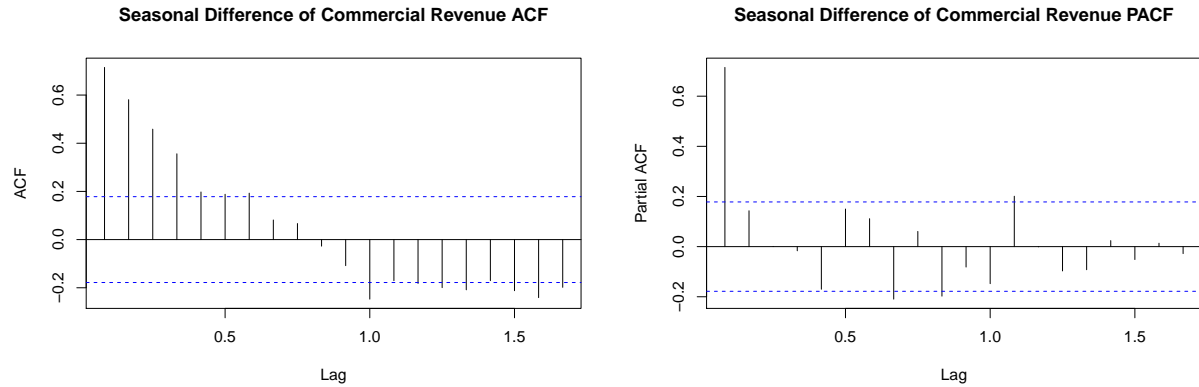 Seasonal Difference of Commercial Revenue ACF
ACF
0.6
0.4
0.2
0.0
−0.2
0.5
1.0
1.5
Lag
Seasonal Difference of Commercial Revenue PACF
Partial ACF
0.6
0.4
0.2
0.0
−0.2
0.5
1.0
1.5
Lag